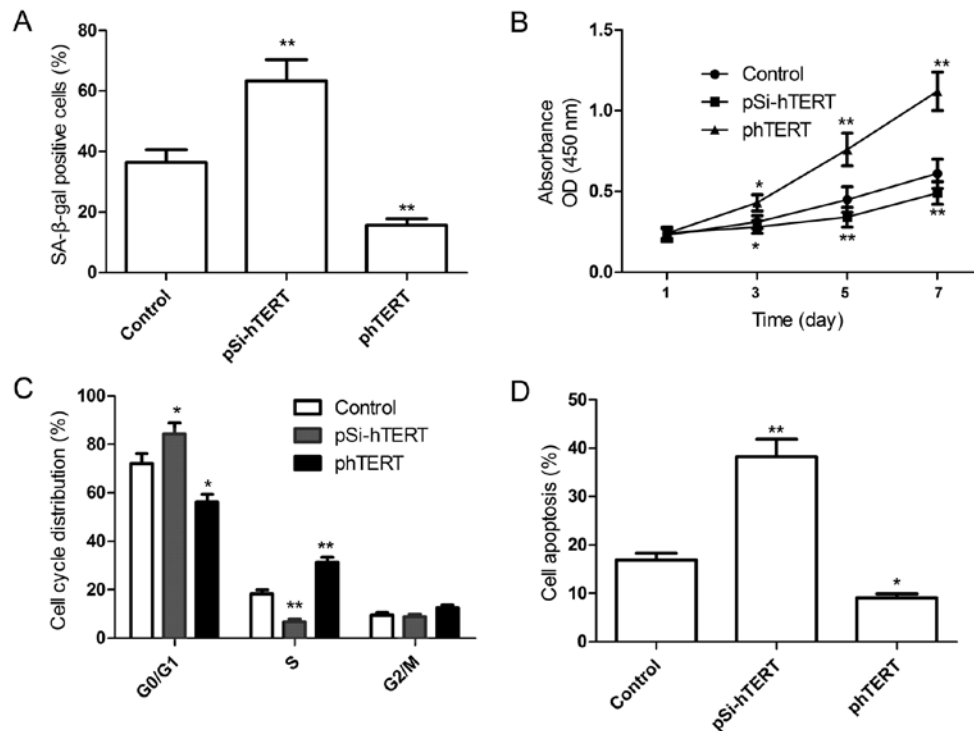 A
SA-β-gal positive cells (%)
80
60
40
20
0
**
**
Control
pSi-hTERT
phTERT
B
Absorbance
OD (450 nm)
1.5
1.0
0.5
0.0
Control
pSi-hTERT
phTERT
*
**
**
*
**
**
1 3 5 7
Time (day)
C
Cell cycle distribution (%)
100
80
60
40
20
0
Control
pSi-hTERT
phTERT
*
*
**
**
G0/G1
S
G2/M
D
Cell apoptosis (%)
50
40
30
20
10
0
**
*
Control
pSi-hTERT
phTERT